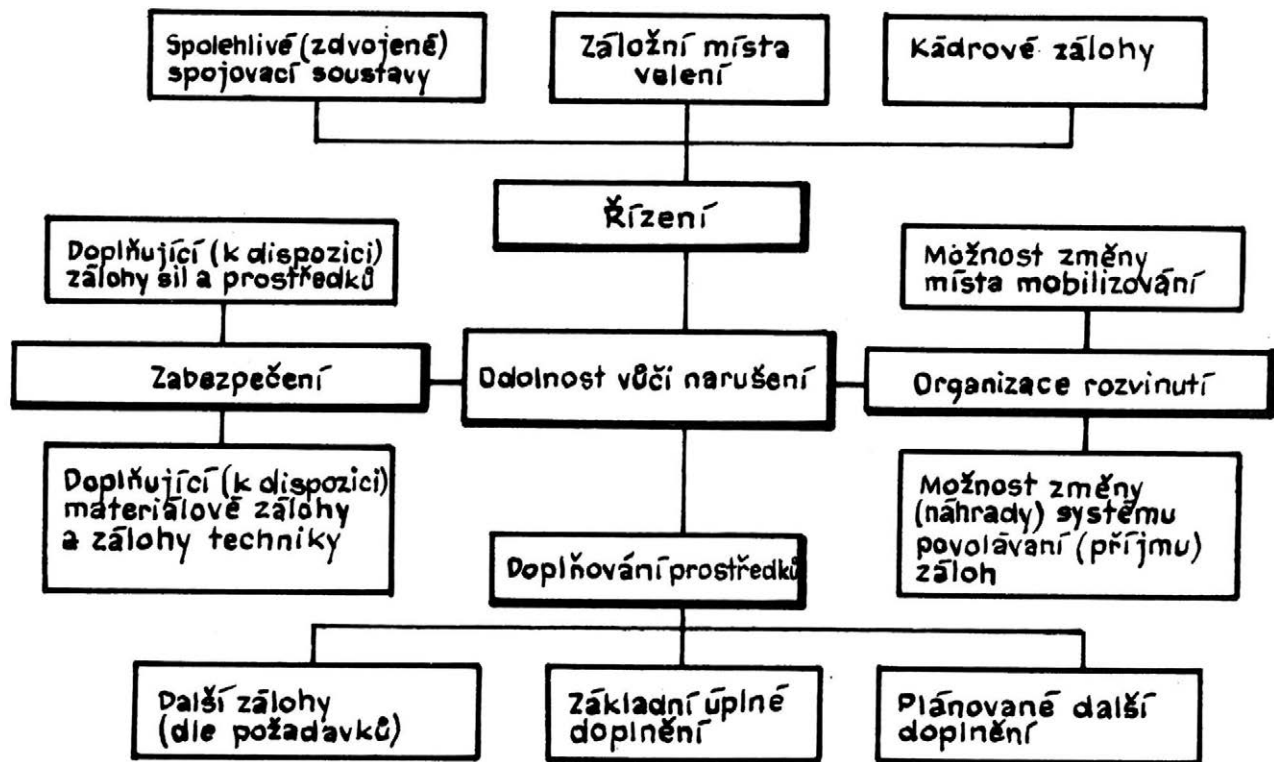 Spolehlivé (zdvojené)
spojovací soustavy
Záložní místa
velení
Kádrové zálohy
Řízení
Doplňující (k dispozici)
zálohy sil a prostředků
Možnost změny
místa mobilizování
Zabezpečení
Odolnost vůči narušení
Organizace rozvinutí
Doplňující (k dispozici)
materiálové zálohy
a zálohy techniky
Možnost změny
(náhrady) systému
povolávaní (příjmu)
záloh
Doplňování prostředků
Další zálohy
(dle požadavků)
Základní úplné
doplnění
Plánované další
doplnění